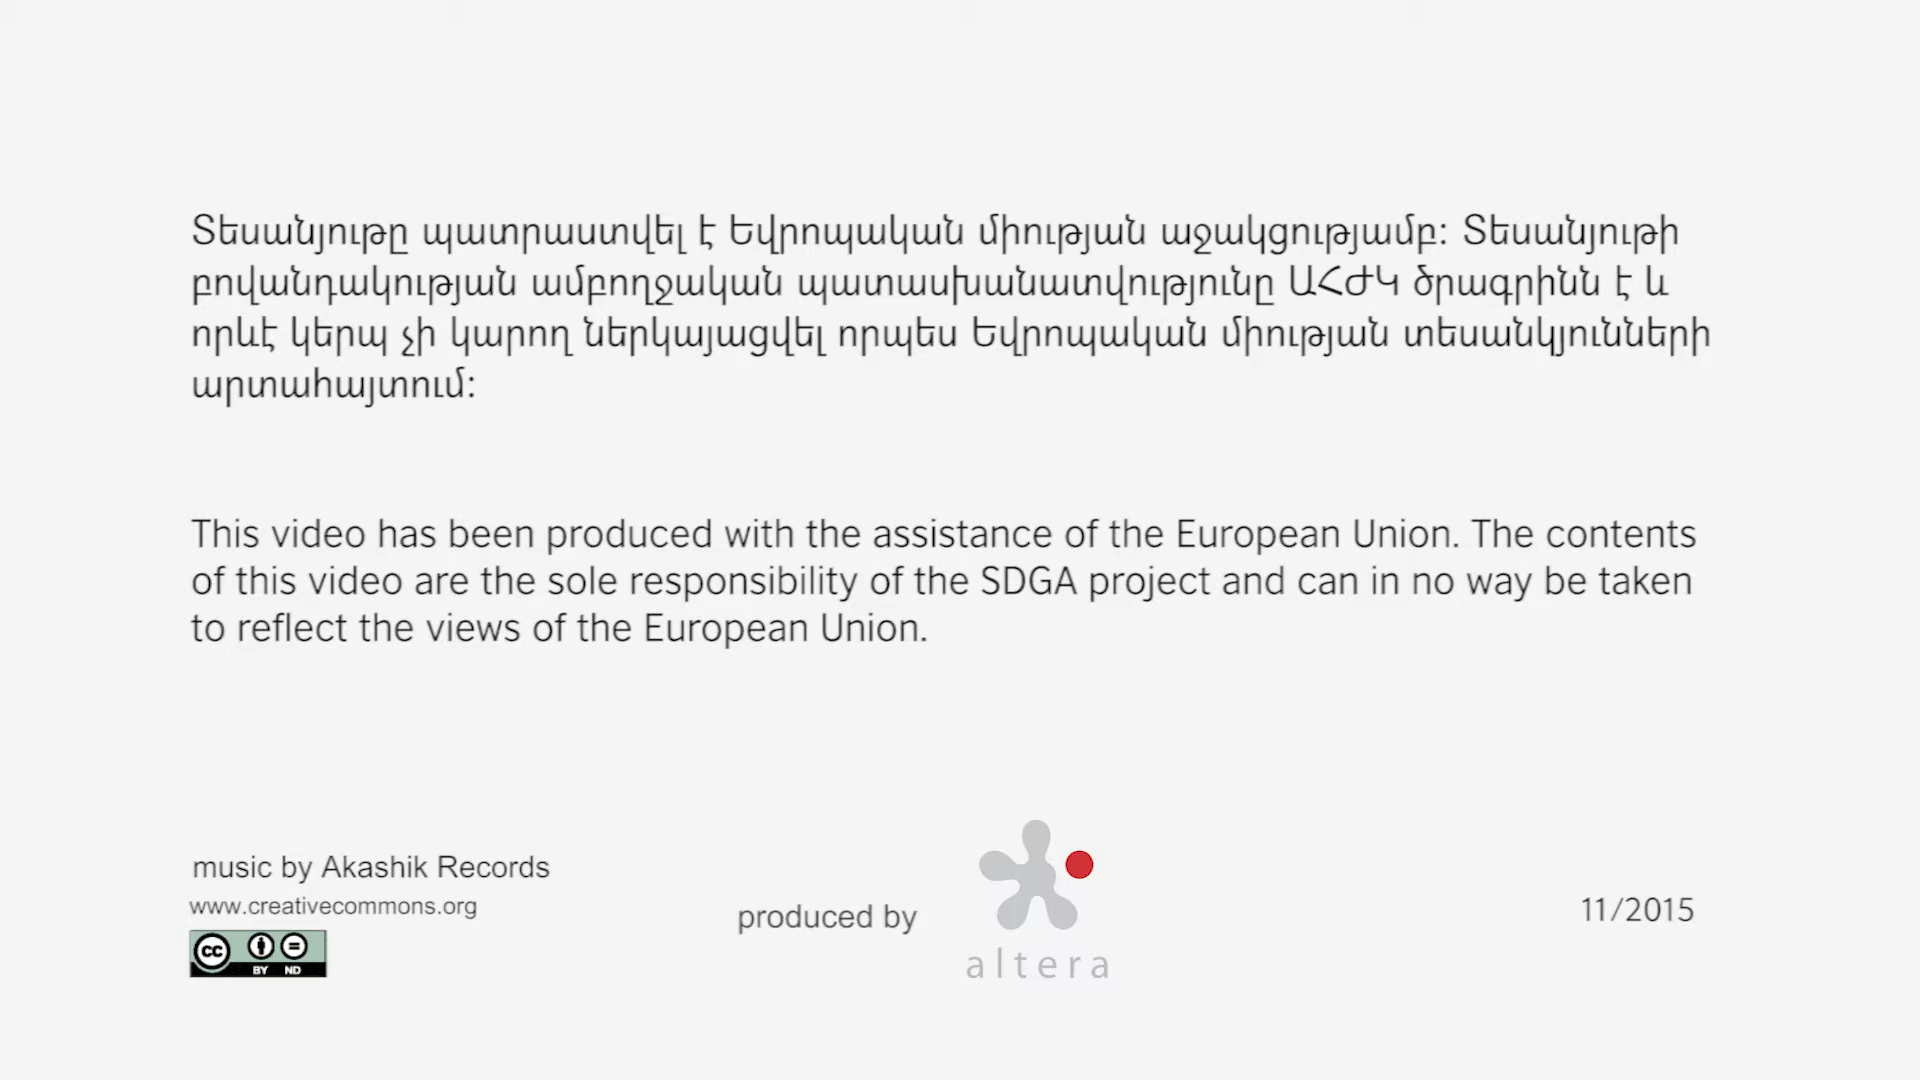 Տեսանյութը պատրաստվել է Եվրոպական միության աջակցությամբ: Տեսանյութի
բովանդակության ամբողջական պատասխանատվությունը ԱՀԺԿ ծրագրինն է և
որևէ կերպ չի կարող ներկայացվել որպես Եվրոպական միության տեսանկյունների
արտահայտում:
This video has been produced with the assistance of the European Union. The contents
of this video are the sole responsibility of the SDGA project and can in no way be taken
to reflect the views of the European Union.
music by Akashik Records
www.creativecommons.org
cc BY ND
produced by
altera
11/2015